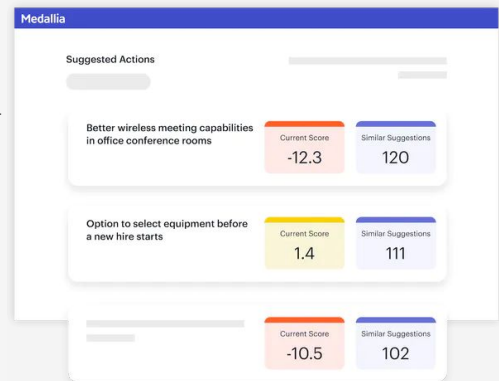 Medallia
Suggested Actions
Better wireless meeting capabilities
in office conference rooms
Current Score
-12.3
Similar Suggestions
120
Option to select equipment before
a new hire starts
Current Score
1.4
Similar Suggestions
111
Current Score
-10.5
Similar Suggestions
102